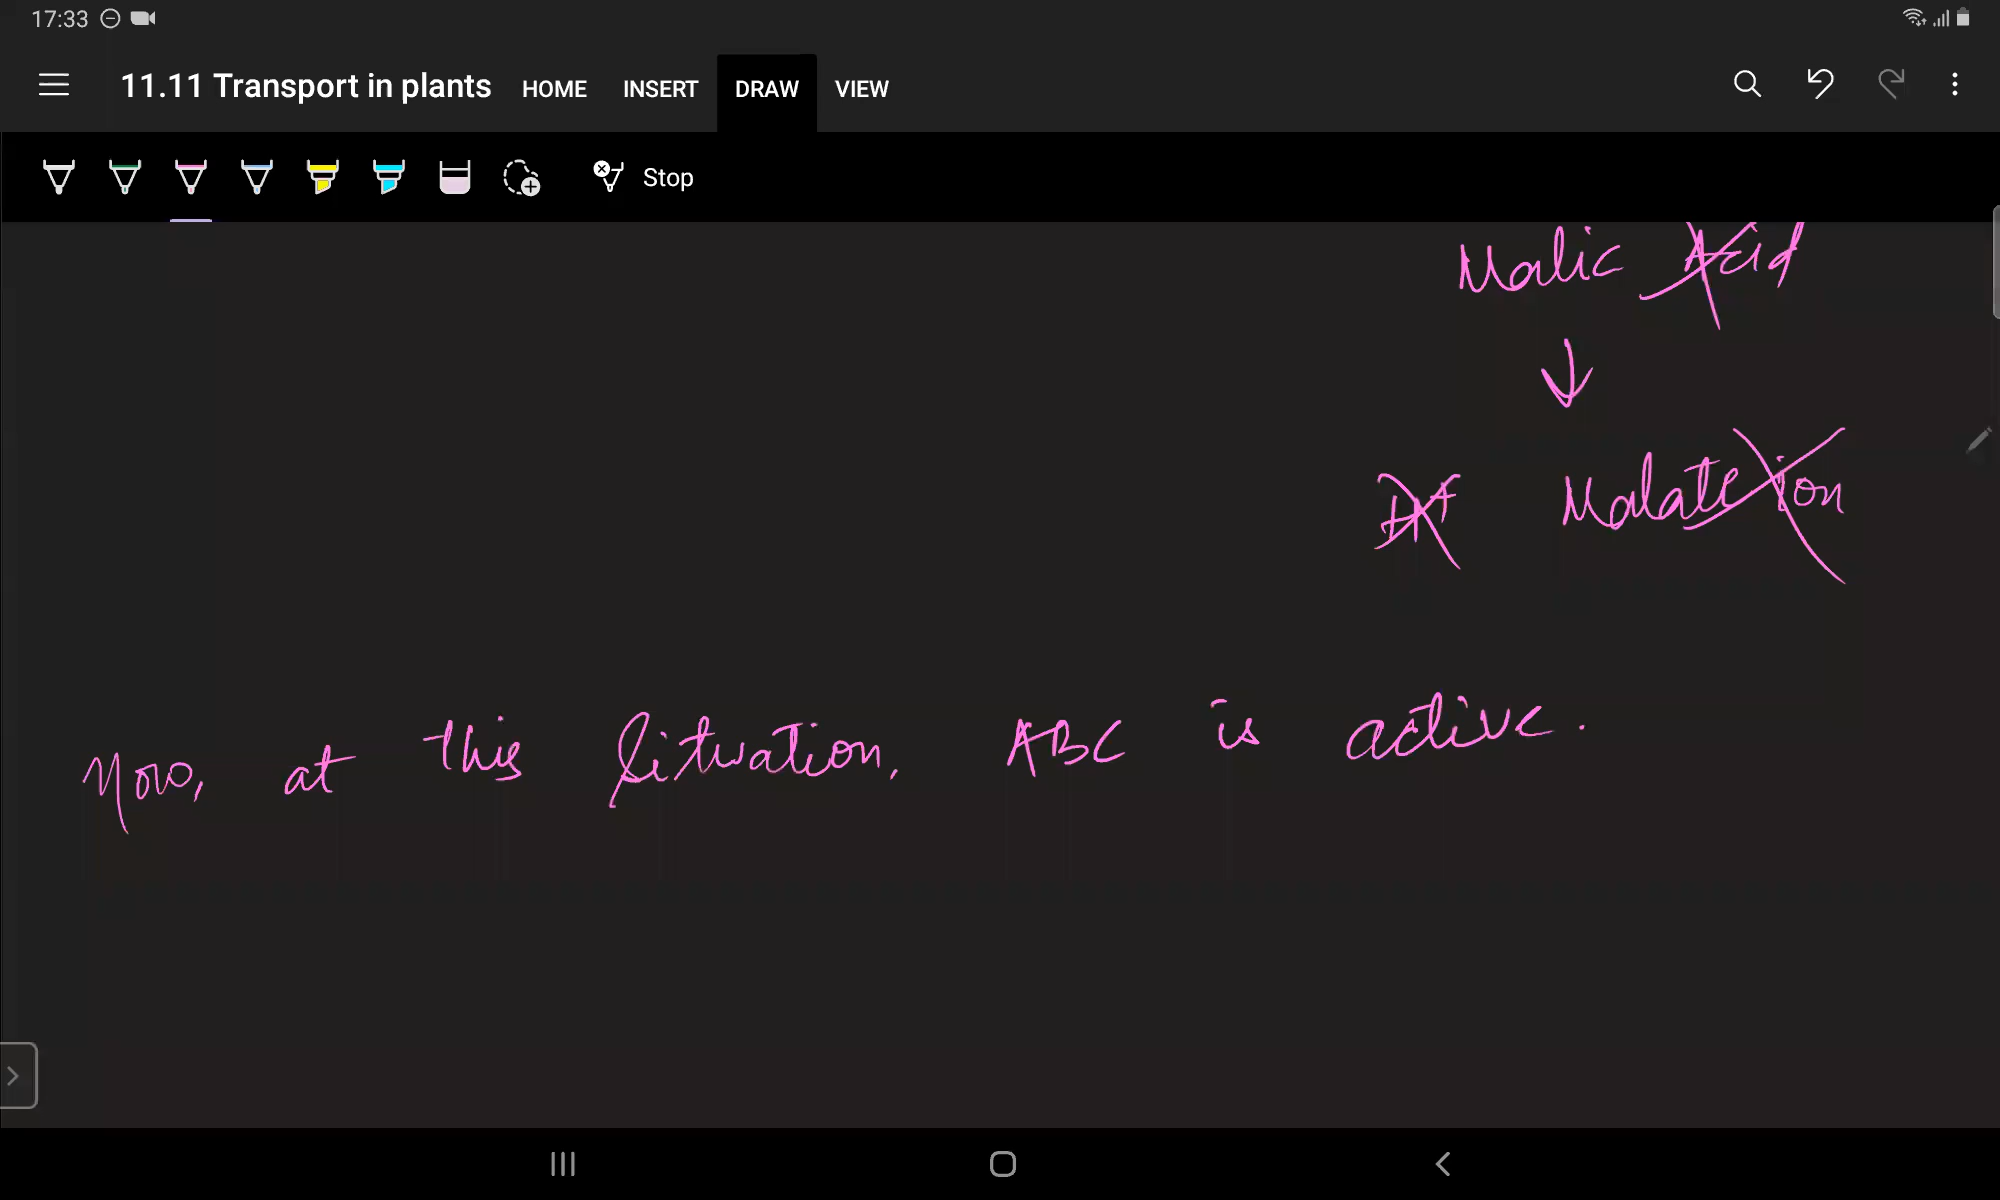 17:33
11.11 Transport in plants HOME INSERT DRAW VIEW
Stop
Malic Acid
H+ Malate ion
Now, at this situation, ABC is active.